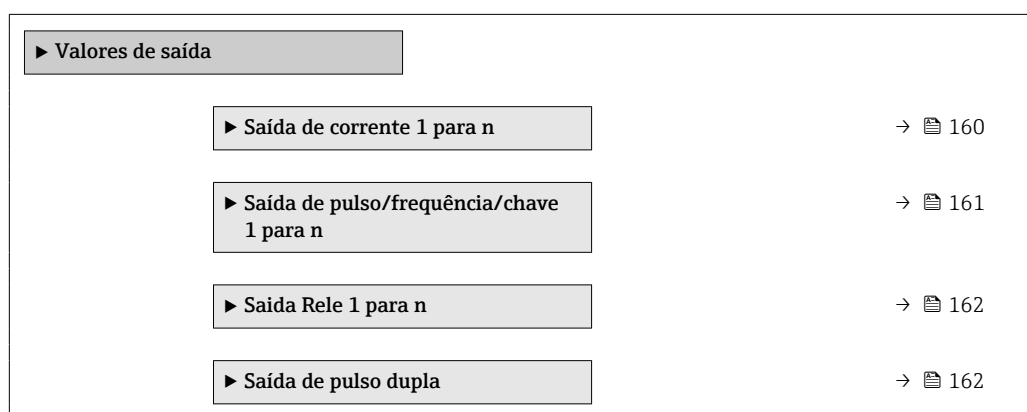 ▶ Valores de saída
▶ Saída de corrente 1 para n → 160
▶ Saída de pulso/frequência/chave
1 para n → 161
▶ Saida Rele 1 para n → 162
▶ Saída de pulso dupla → 162